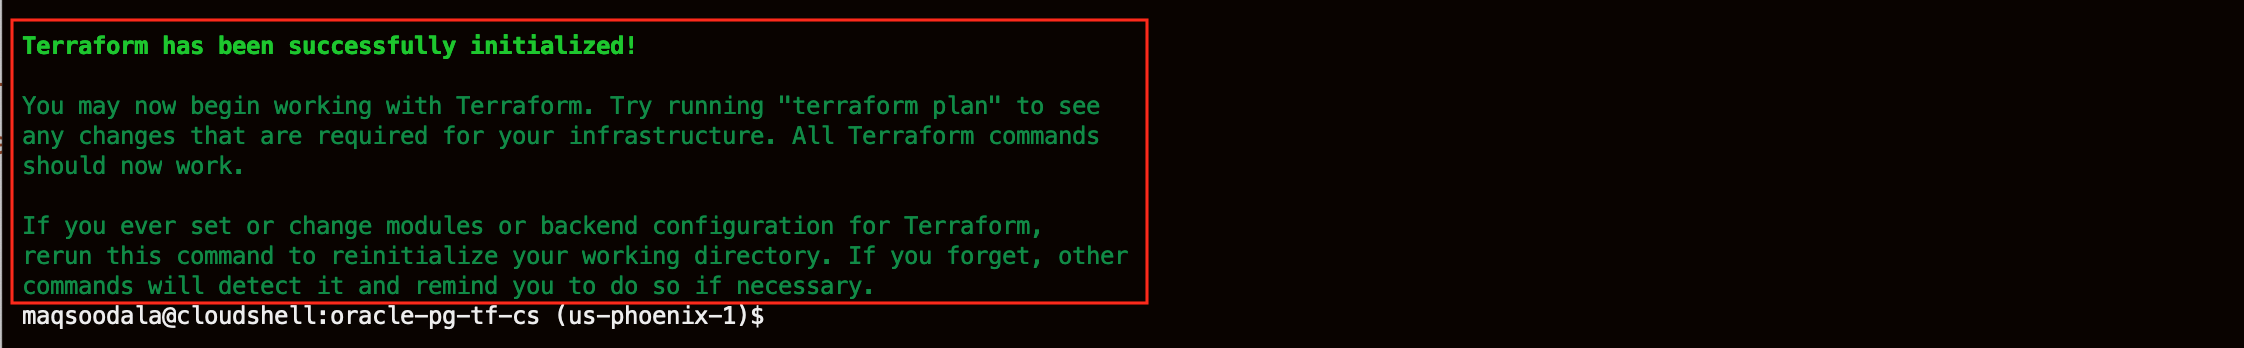 Terraform has been successfully initialized!
You may now begin working with Terraform. Try running "terraform plan" to see
any changes that are required for your infrastructure. All Terraform commands
should now work.
If you ever set or change modules or backend configuration for Terraform,
rerun this command to reinitialize your working directory. If you forget, other
commands will detect it and remind you to do so if necessary.
maqsoodala@cloudshell:oracle-pg-tf-cs (us-phoenix-1)$